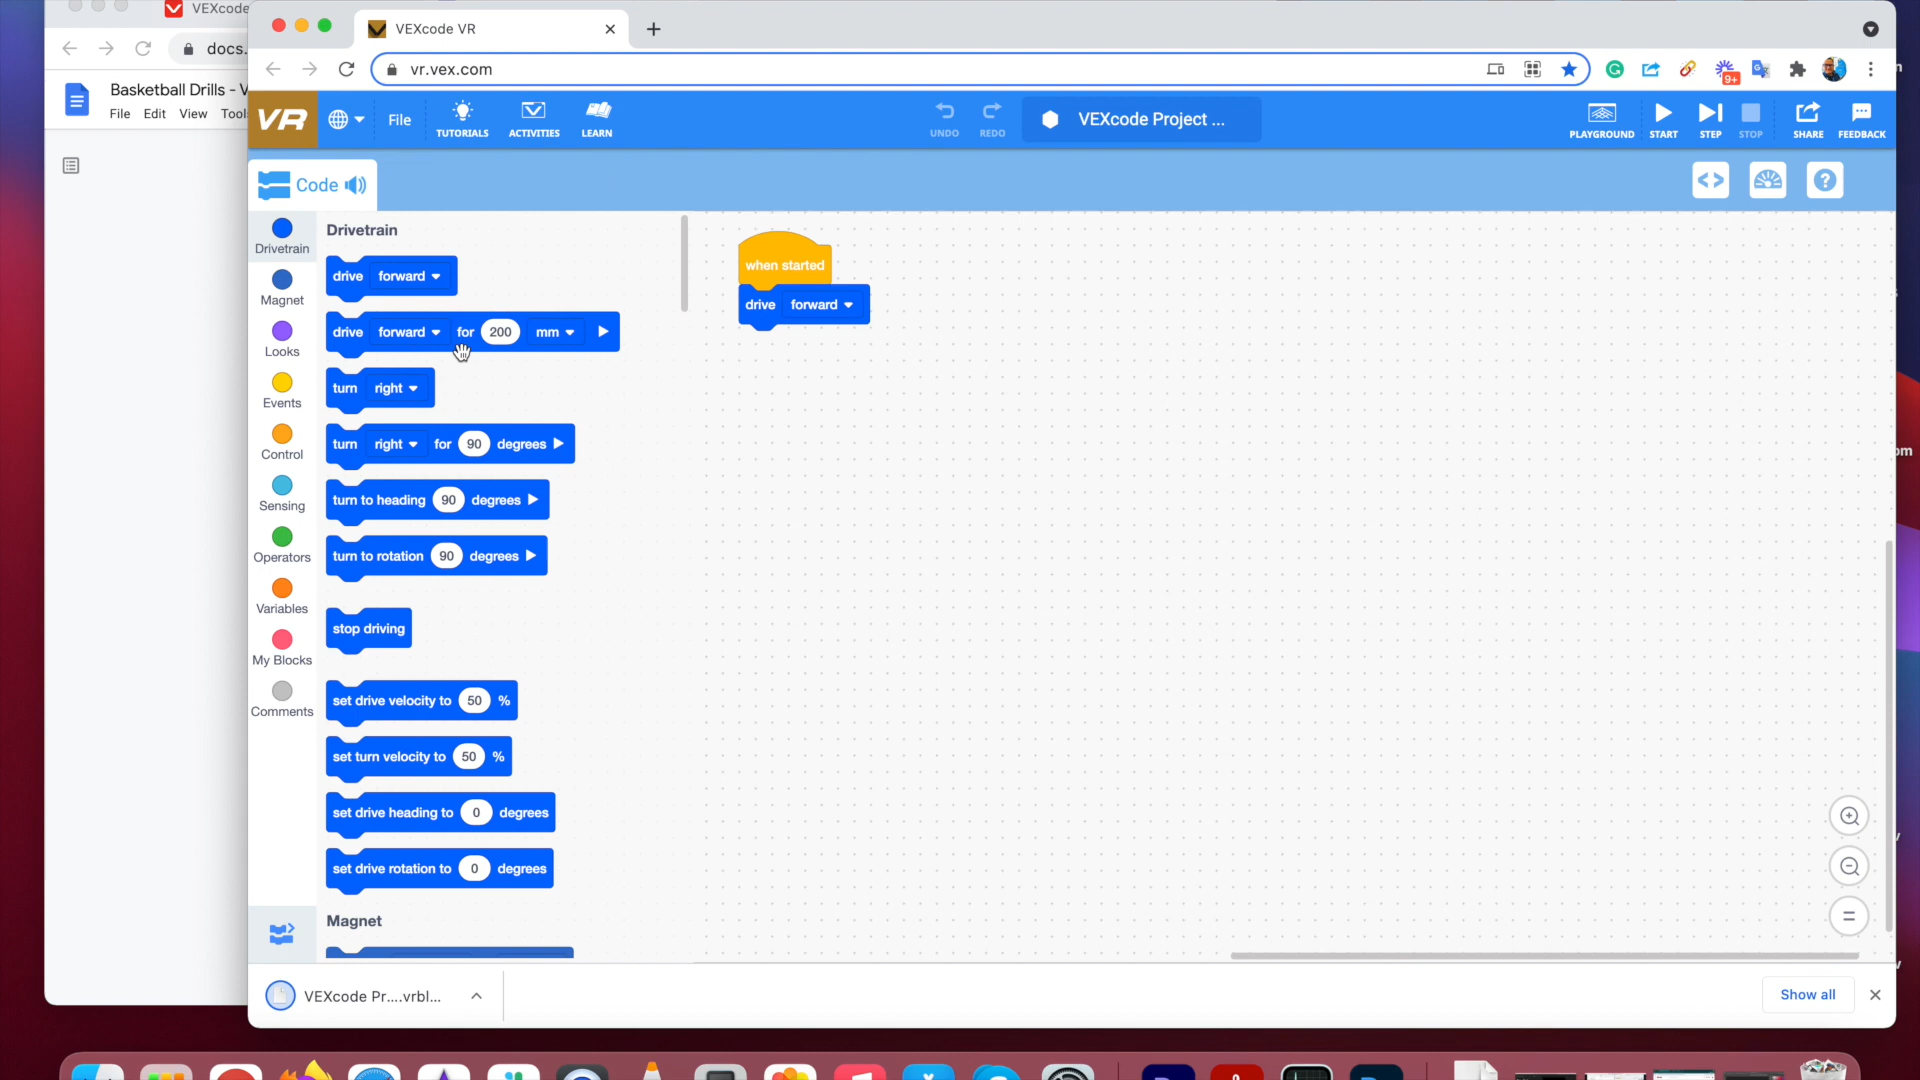 VEXcode
docs.
Basketball Drills - V
File Edit View Tools
VEXcode VR
vr.vex.com
9+
VR
File
TUTORIALS
ACTIVITIES
LEARN
UNDO
REDO
VEXcode Project ...
PLAYGROUND
START
STEP
STOP
SHARE
FEEDBACK
Code
Drivetrain
Magnet
Looks
Events
Control
Sensing
Operators
Variables
My Blocks
Comments
Drivetrain
drive forward
drive forward for 200 mm
turn right
turn right for 90 degrees
turn to heading 90 degrees
turn to rotation 90 degrees
stop driving
set drive velocity to 50 %
set turn velocity to 50 %
set drive heading to 0 degrees
set drive rotation to 0 degrees
Magnet
when started
drive forward
VEXcode Pr....vrbl...
Show all